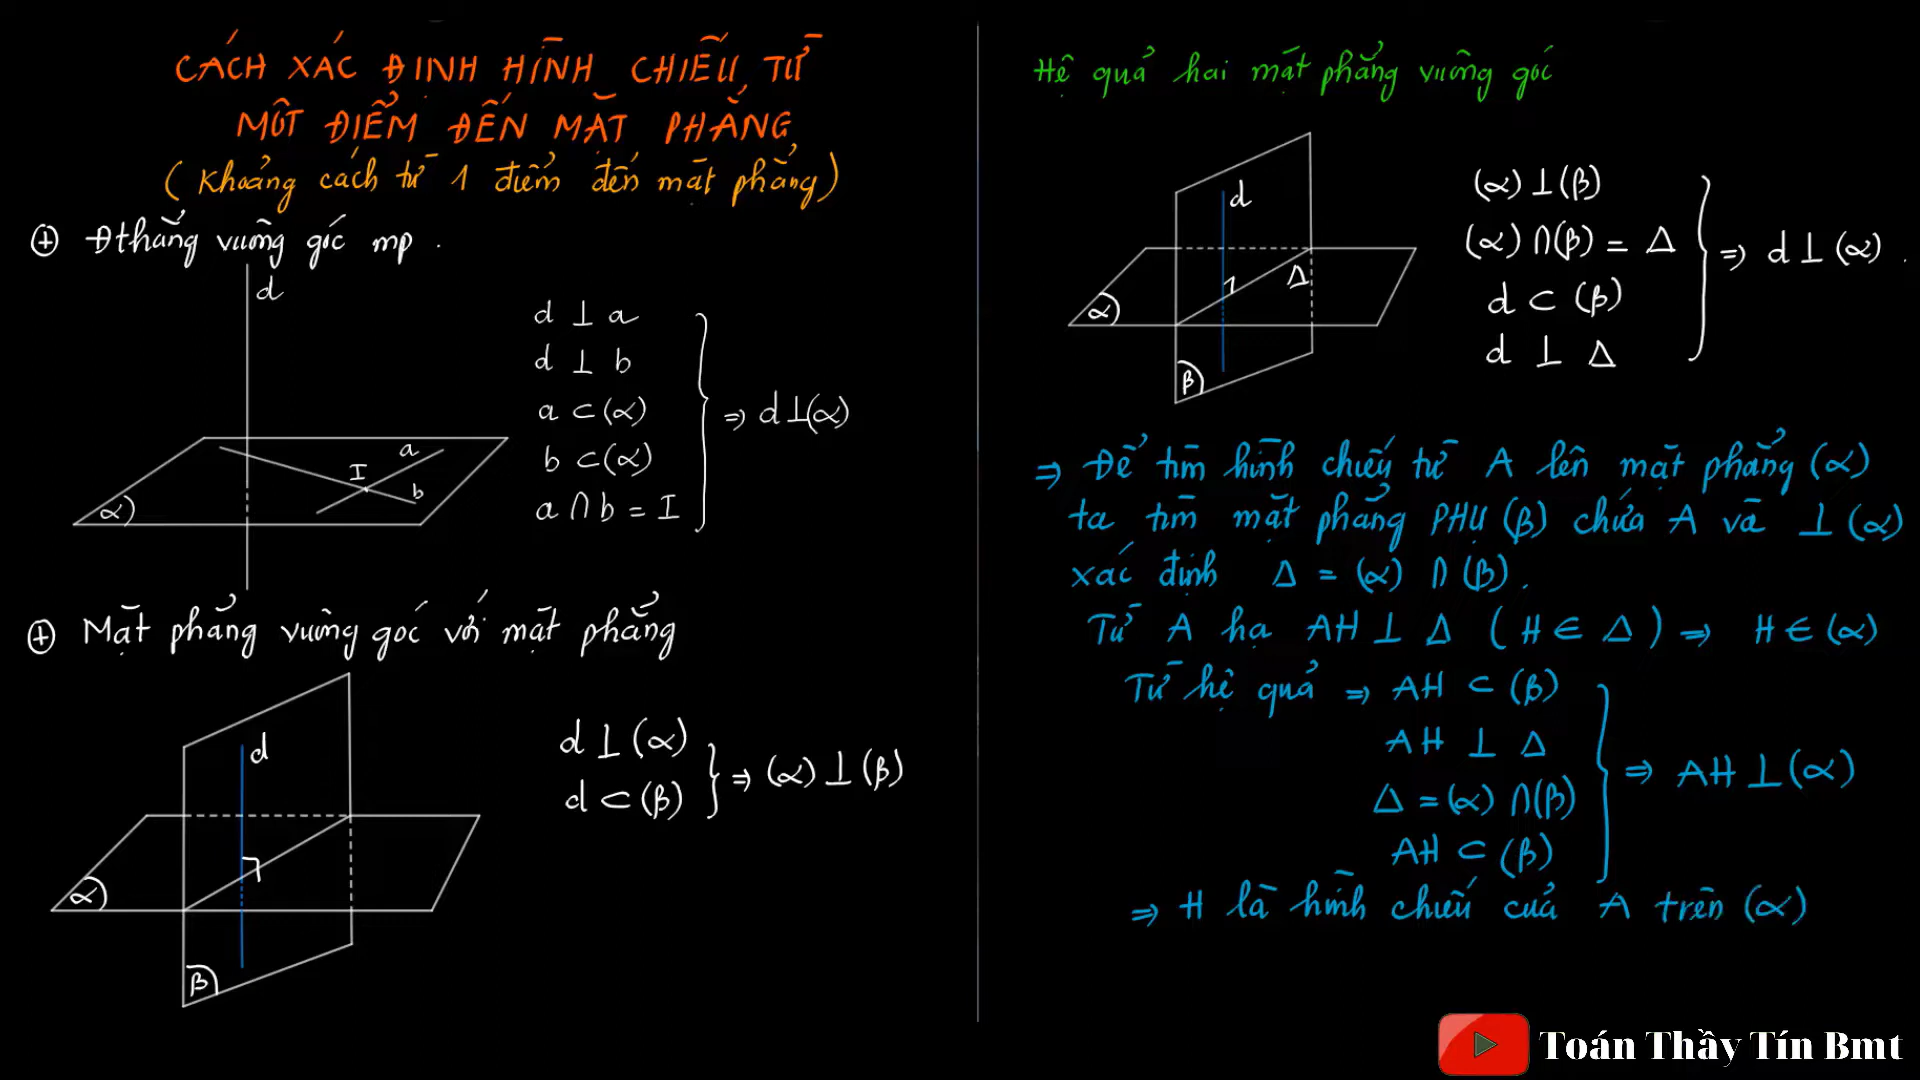 CÁCH XÁC ĐỊNH HÌNH CHIẾU TỪ
MỘT ĐIỂM ĐẾN MẶT PHẲNG
(Khoảng cách từ 1 điểm đến mặt phẳng)
⊕ Đthẳng vuông góc mp.
d
a
I
b
α
d ⊥ a
d ⊥ b
a ⊂ (α)
b ⊂ (α)
a ∩ b = I
⇒ d ⊥ (α)
⊕ Mặt phẳng vuông góc với mặt phẳng
d
α
β
d ⊥ (α)
d ⊂ (β)
⇒ (α) ⊥ (β)
Hệ quả hai mặt phẳng vuông góc
d
Δ
α
β
(α) ⊥ (β)
(α) ∩ (β) = Δ
d ⊂ (β)
d ⊥ Δ
⇒ d ⊥ (α).
⇒ Để tìm hình chiếu từ A lên mặt phẳng (α)
ta tìm mặt phẳng PHỤ (β) chứa A và ⊥ (α)
xác định Δ = (α) ∩ (β).
Từ A hạ AH ⊥ Δ (H ∈ Δ) ⇒ H ∈ (α)
Từ hệ quả ⇒ AH ⊂ (β)
AH ⊥ Δ
Δ = (α) ∩ (β)
AH ⊂ (β)
⇒ AH ⊥ (α)
⇒ H là hình chiếu của A trên (α)
Toán Thầy Tín Bmt